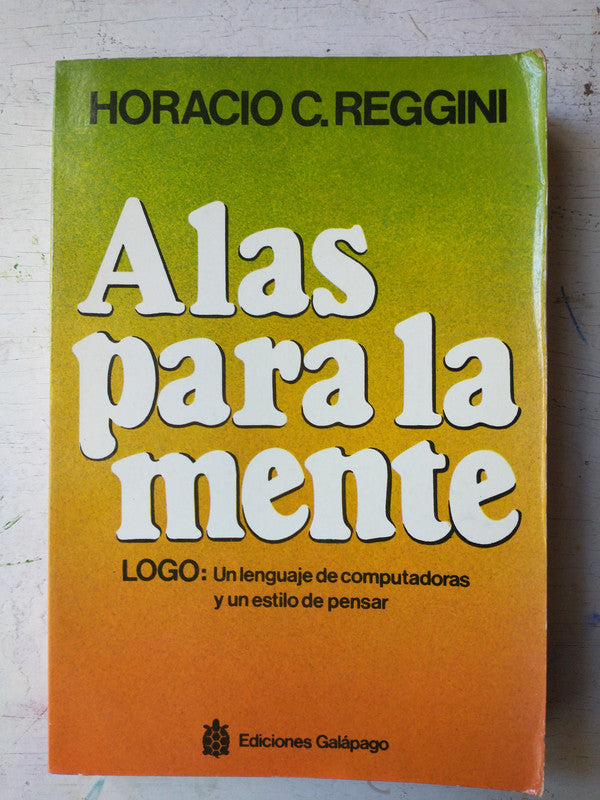 HORACIO C. REGGINI
Alas
para la
mente
LOGO: Un lenguaje de computadoras
y un estilo de pensar
Ediciones Galápago